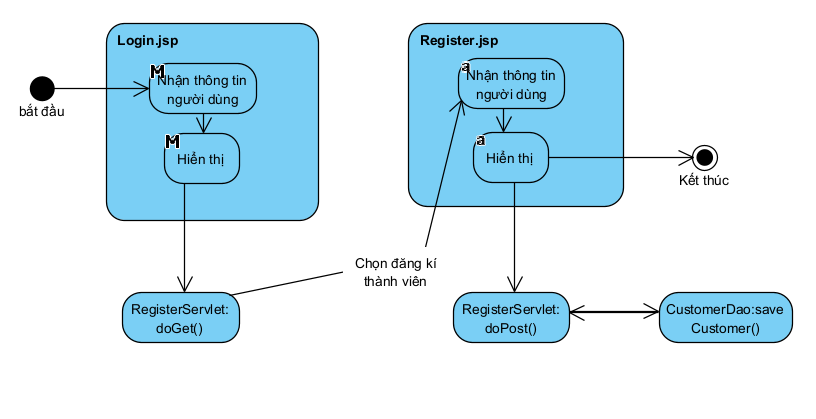 Login.jsp
M
Nhận thông tin
người dùng
M
Hiển thị
bắt đầu
RegisterServlet:
doGet()
Chọn đăng kí
thành viên
Register.jsp
a
Nhận thông tin
người dùng
a
Hiển thị
Kết thúc
RegisterServlet:
doPost()
CustomerDao:save
Customer()